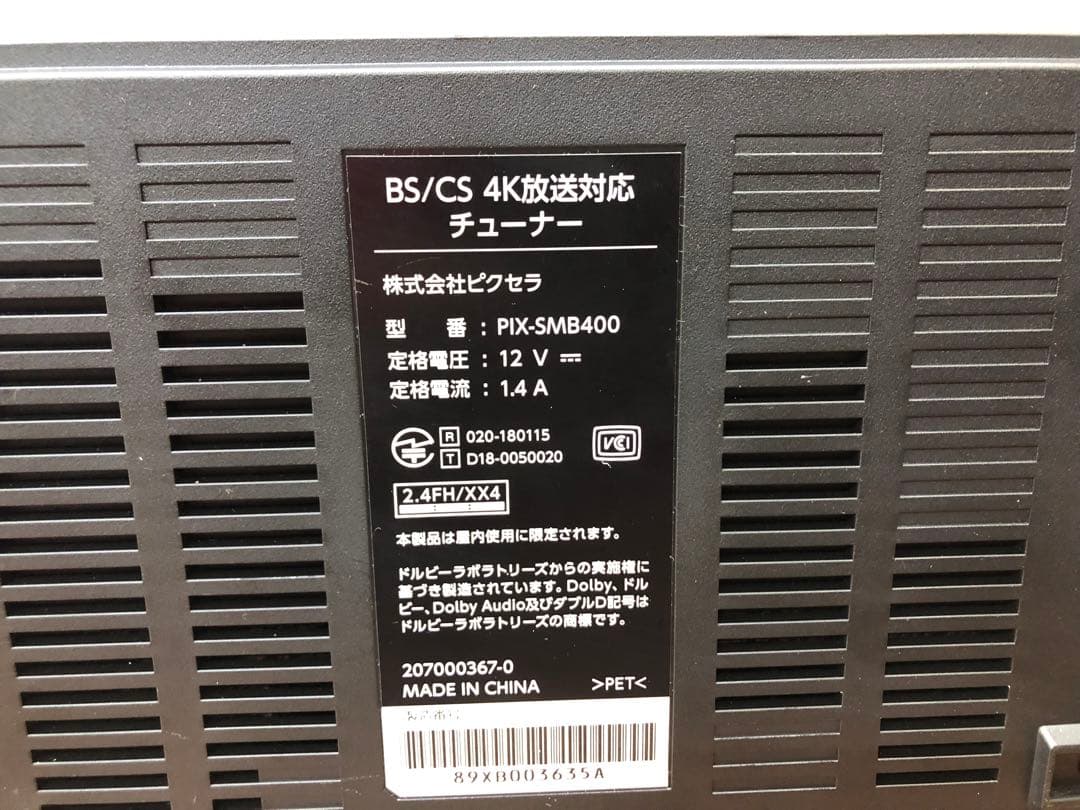 BS/CS 4K放送対応
チューナー
株式会社ピクセラ
型 番 : PIX-SMB400
定格電圧 : 12 V ⎓
定格電流 : 1.4 A
R 020-180115
T D18-0050020
VCCI
2.4FH/XX4
本製品は屋内使用に限定されます。
ドルビーラボラトリーズからの実施権に
基づき製造されています。Dolby、ドル
ビー、Dolby Audio及びダブルD記号は
ドルビーラボラトリーズの商標です。
207000367-0
MADE IN CHINA >PET<
製造番号
89XB003635A